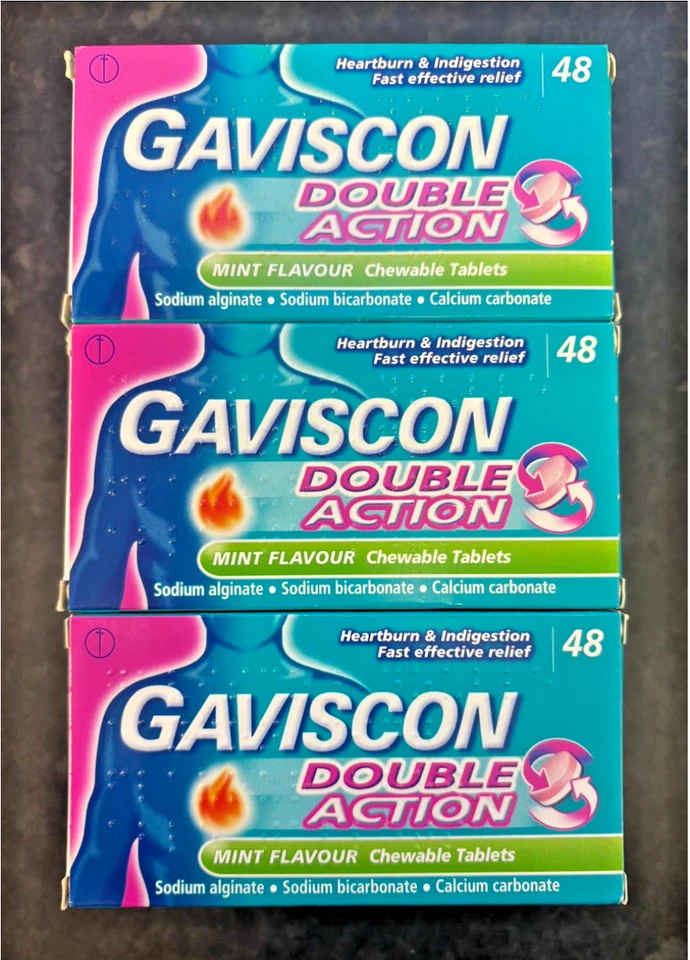 Heartburn & Indigestion
Fast effective relief
48
GAVISCON
DOUBLE
ACTION
MINT FLAVOUR Chewable Tablets
Sodium alginate • Sodium bicarbonate • Calcium carbonate
Heartburn & Indigestion
Fast effective relief
48
GAVISCON
DOUBLE
ACTION
MINT FLAVOUR Chewable Tablets
Sodium alginate • Sodium bicarbonate • Calcium carbonate
Heartburn & Indigestion
Fast effective relief
48
GAVISCON
DOUBLE
ACTION
MINT FLAVOUR Chewable Tablets
Sodium alginate • Sodium bicarbonate • Calcium carbonate